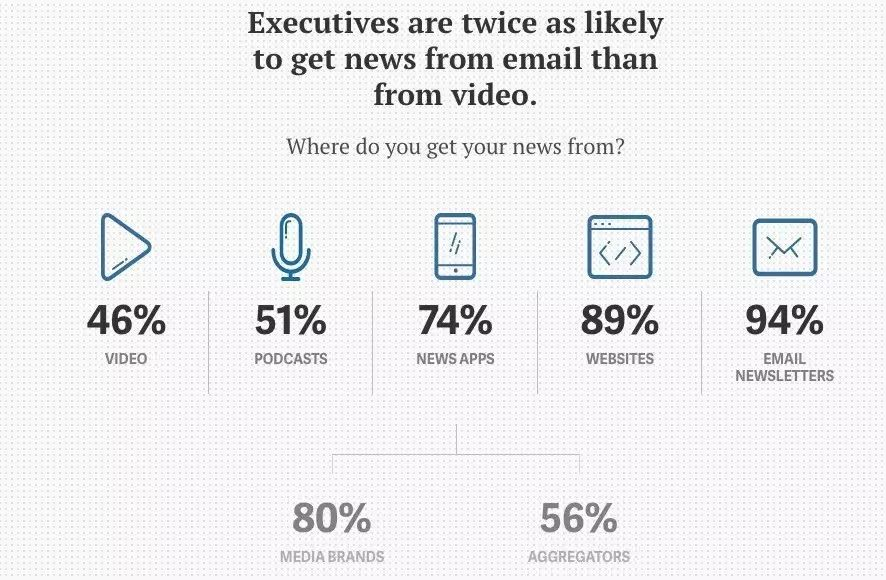 Executives are twice as likely
to get news from email than
from video.
Where do you get your news from?
46%
VIDEO
51%
PODCASTS
74%
NEWS APPS
89%
WEBSITES
94%
EMAIL
NEWSLETTERS
80%
MEDIA BRANDS
56%
AGGREGATORS